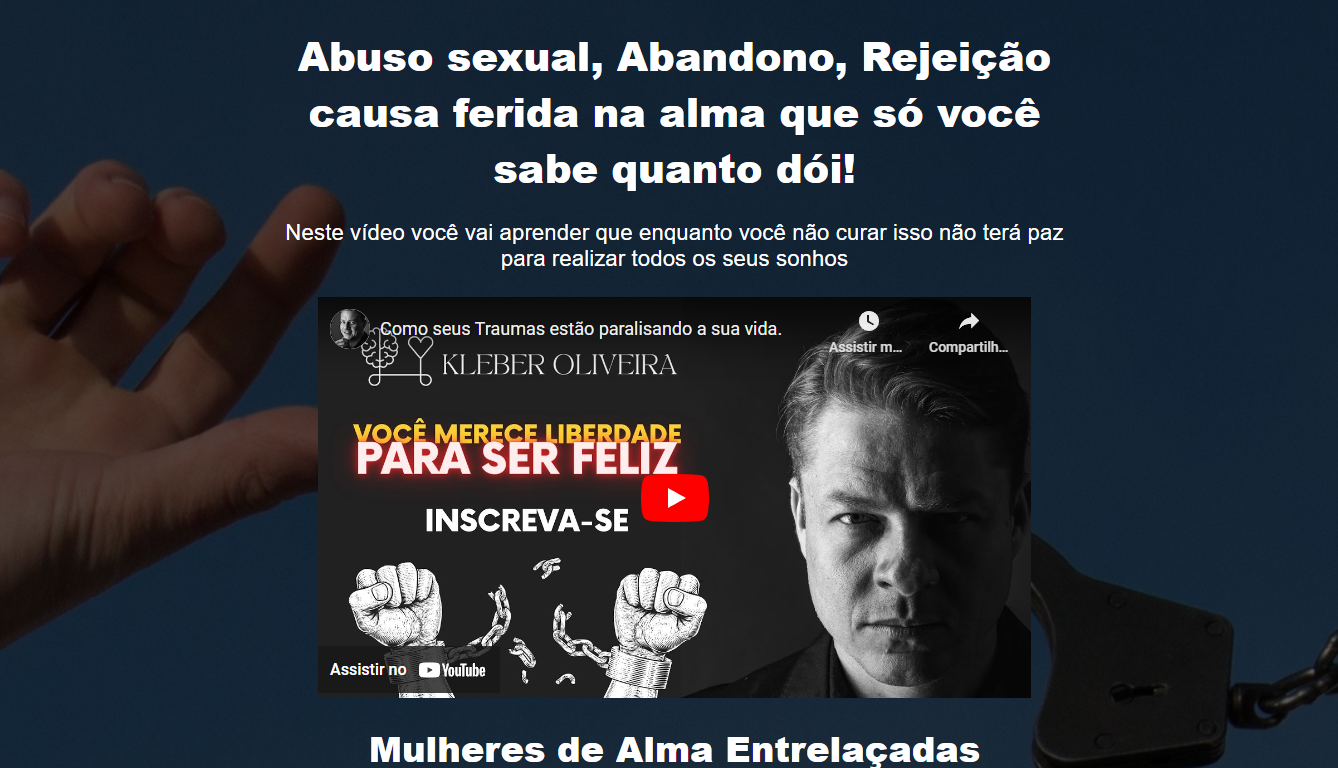 Abuso sexual, Abandono, Rejeição
causa ferida na alma que só você
sabe quanto dói!
Neste vídeo você vai aprender que enquanto você não curar isso não terá paz
para realizar todos os seus sonhos
Como seus Traumas estão paralisando a sua vida.
Assistir m...
Compartilh...
KLEBER OLIVEIRA
VOCÊ MERECE LIBERDADE
PARA SER FELIZ
INSCREVA-SE
Assistir no YouTube
Mulheres de Alma Entrelaçadas